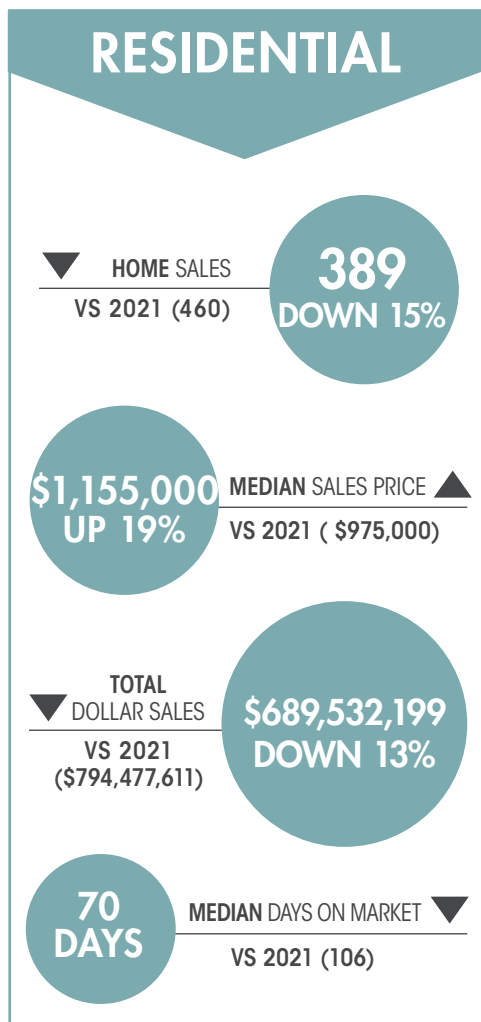 RESIDENTIAL
HOME SALES
VS 2021 (460)
389
DOWN 15%
$1,155,000
UP 19%
MEDIAN SALES PRICE
VS 2021 ( $975,000)
TOTAL
DOLLAR SALES
VS 2021
($794,477,611)
$689,532,199
DOWN 13%
70
DAYS
MEDIAN DAYS ON MARKET
VS 2021 (106)